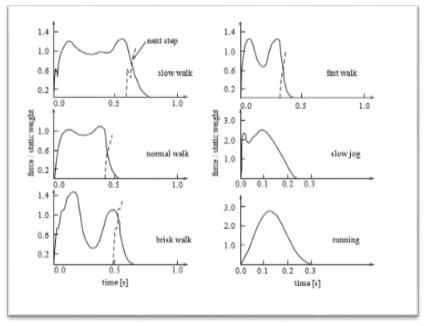 1.4
1.0
0.6
0.2
0.0 0.5 1.0
next step
slow walk
1.4
1.0
0.6
0.2
0.0 1.0
fast walk
force / static weight
1.0
0.6
0.2
0.0 0.5 1.0
normal walk
force / static weight
3.0
2.0
1.0
0.0 0.1 0.2 0.3
slow jog
1.4
1.0
0.6
0.2
0.0 0.5 1.0
brisk walk
time [s]
3.0
2.0
1.0
0.0 0.1 0.2 0.3
running
time [s]